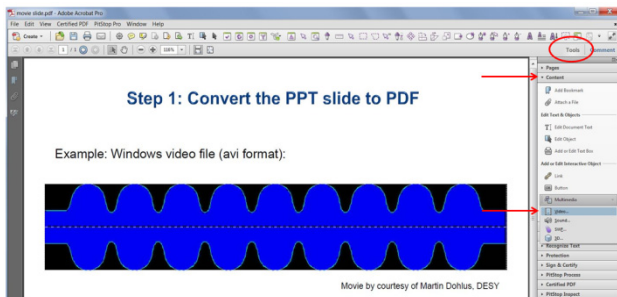 movie slide.pdf - Adobe Acrobat Pro
File Edit View Certified PDF PitStop Pro Window Help
Create
1 / 1
108%
Tools
Comment
Step 1: Convert the PPT slide to PDF
Example: Windows video file (avi format):
Movie by courtesy of Martin Dohlus, DESY
Pages
Content
Add Bookmark
Attach a File
Edit Text & Objects
Edit Document Text
Edit Object
Add or Edit Text Box
Add or Edit Interactive Object
Link
Button
Multimedia
Video...
Sound...
SWF...
3D...
Recognize Text
Protection
Sign & Certify
PitStop Process
Certified PDF
PitStop Inspect